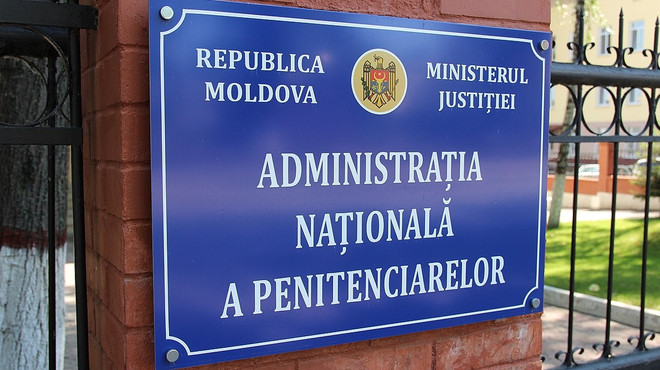 REPUBLICA
MOLDOVA
MINISTERUL
JUSTIȚIEI
ADMINISTRAȚIA
NAȚIONALĂ
A PENITENCIARELOR